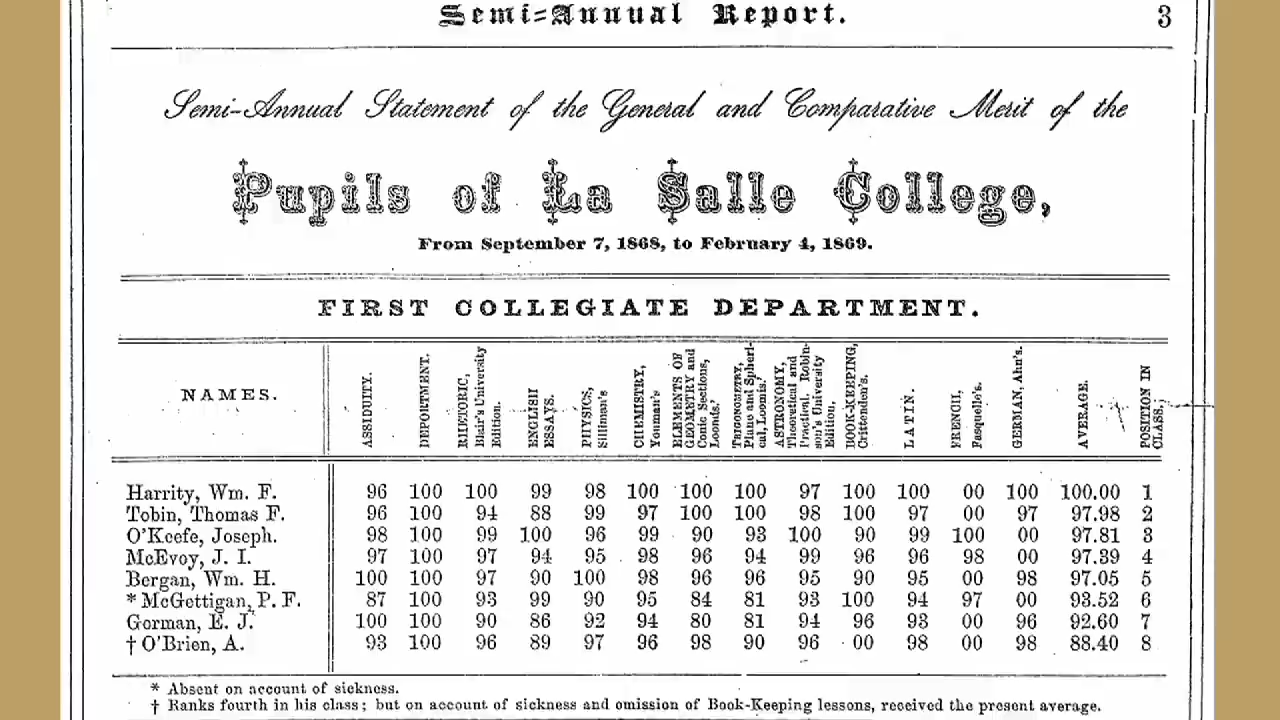 Semi=Annual Report. 3
Semi-Annual Statement of the General and Comparative Merit of the
Pupils of La Salle College,
From September 7, 1868, to February 4, 1869.
FIRST COLLEGIATE DEPARTMENT.
NAMES.
ASSIDUITY.
DEPORTMENT.
RHETORIC,
Blair's University
Edition.
ENGLISH
ESSAYS.
PHYSICS,
Silliman's
CHEMISTRY,
Youman's
ELEMENTS OF
GEOMETRY and
Conic Sections,
Loomis.'
TRIGONOMETRY,
Plane and Spheri-
cal, Loomis.'
ASTRONOMY,
Theoretical and
Practical, Robin-
son's University
Edition,
BOOK-KEEPING,
Crittenden's.
LATIN.
FRENCH,
Pasquelle's.
GERMAN, Ahn's.
AVERAGE.
POSITION IN
CLASS.
Harrity, Wm. F. 96 100 100 99 98 100 100 100 97 100 100 00 100 100.00 1
Tobin, Thomas F. 96 100 94 88 99 97 100 100 98 100 97 00 97 97.98 2
O'Keefe, Joseph. 98 100 99 100 96 99 90 93 100 90 99 100 00 97.81 3
McEvoy, J. I. 97 100 97 94 95 98 96 94 99 96 96 98 00 97.39 4
Bergan, Wm. H. 100 100 97 90 100 98 96 96 95 90 95 00 98 97.05 5
* McGettigan, P. F. 87 100 93 99 90 95 84 81 93 100 94 97 00 93.52 6
Gorman, E. J. 100 100 90 86 92 94 80 81 94 96 93 00 96 92.60 7
† O'Brien, A. 93 100 96 89 97 96 98 90 96 00 98 00 98 88.40 8
* Absent on account of sickness.
† Ranks fourth in his class; but on account of sickness and omission of Book-Keeping lessons, received the present average.